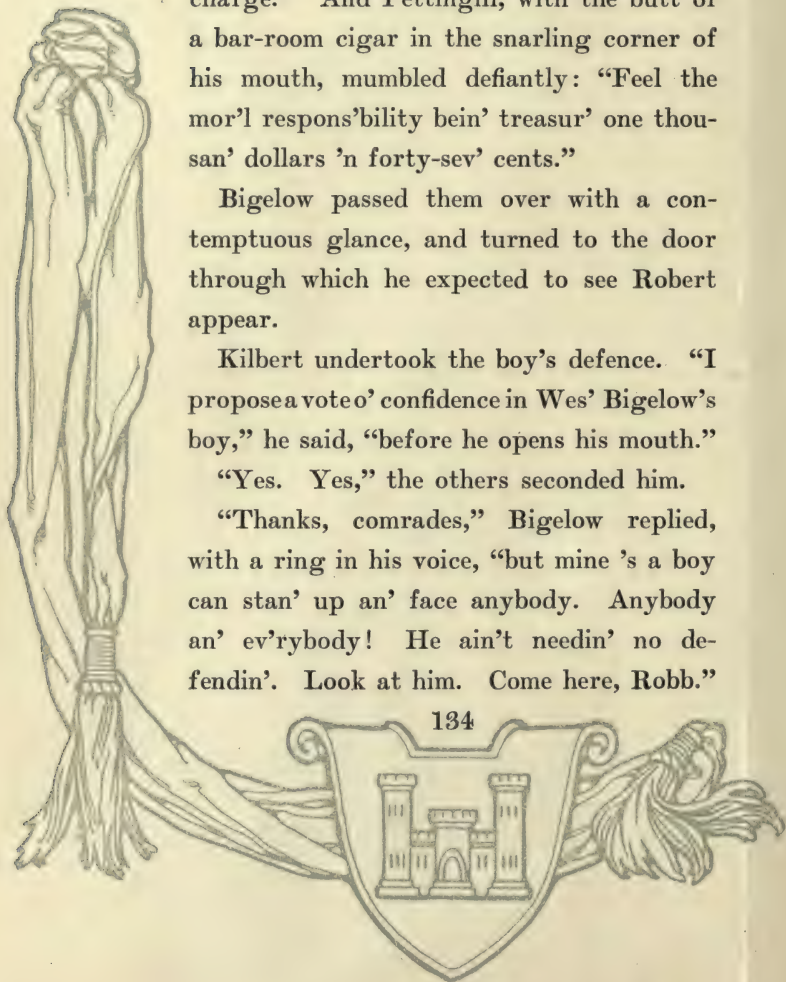 charge.” And Pettingill, with the butt of
a bar-room cigar in the snarling corner of
his mouth, mumbled defiantly: “Feel the
mor’l respons’bility bein’ treasur’ one thou-
san’ dollars ’n forty-sev’ cents.”
Bigelow passed them over with a con-
temptuous glance, and turned to the door
through which he expected to see Robert
appear.
Kilbert undertook the boy’s defence. “I
propose a vote o’ confidence in Wes’ Bigelow’s
boy,” he said, “before he opens his mouth.”
“Yes. Yes,” the others seconded him.
“Thanks, comrades,” Bigelow replied,
with a ring in his voice, “but mine ’s a boy
can stan’ up an’ face anybody. Anybody
an’ ev’rybody! He ain’t needin’ no de-
fendin’. Look at him. Come here, Robb.”
134